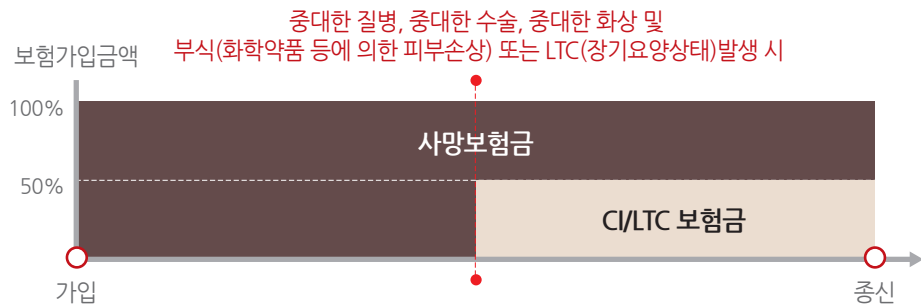 중대한 질병, 중대한 수술, 중대한 화상 및
부식(화학약품 등에 의한 피부손상) 또는 LTC(장기요양상태)발생 시
보험가입금액
100%
사망보험금
50%
CI/LTC 보험금
가입
종신